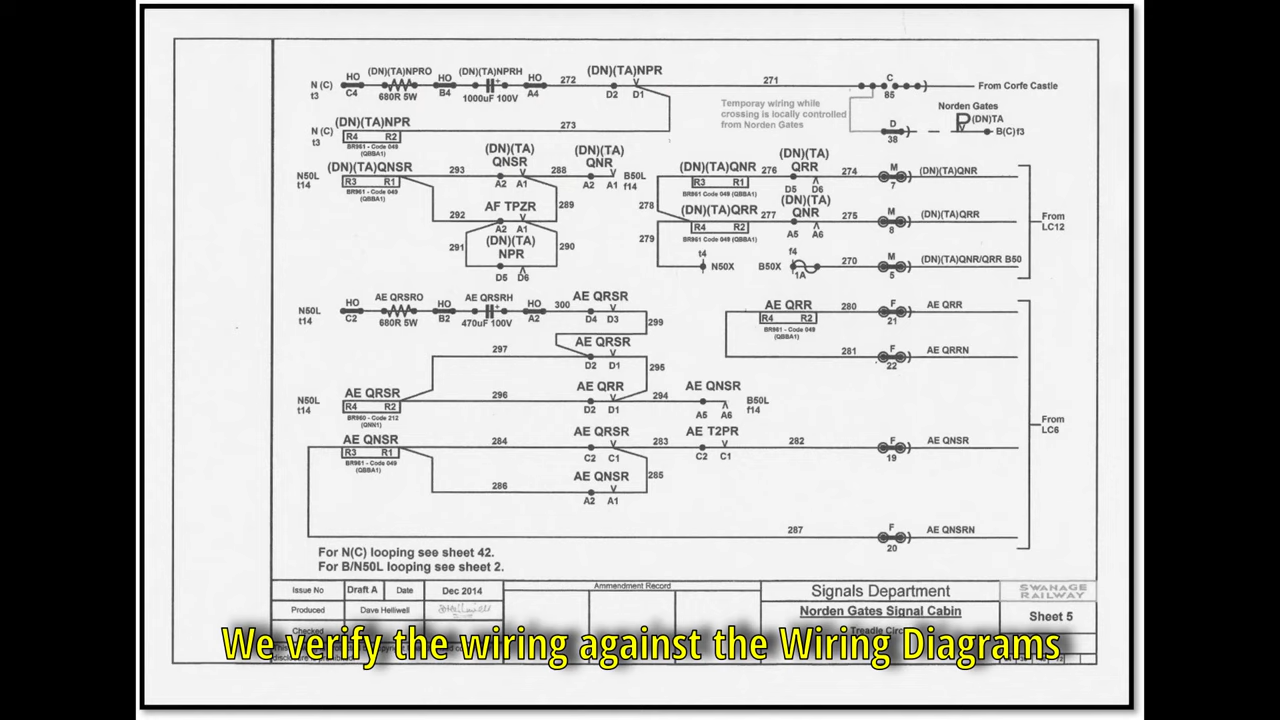 HO (DN)(TA)NPRO HO (DN)(TA)NPRH HO 272 (DN)(TA)NPR 271 C
N (C) t3 C4 680R 5W B4 1000uF 100V A4 D2 D1 85 From Corfe Castle
Temporay wiring while
crossing is locally controlled
from Norden Gates
Norden Gates
(DN)TA
D
38
B(C)f3
(DN)(TA)NPR
N (C)
t3
R4 R2
BR961 - Code 049
(QBBA1)
273
(DN)(TA)QNSR
N50L
t14
R3 R1
BR961 - Code 049
(QBBA1)
293
(DN)(TA)
QNSR
A2 A1
288
(DN)(TA)
QNR
A2 A1
B50L
f14
289
292
AF TPZR
A2 A1
291
(DN)(TA)
NPR
290
D5 D6
(DN)(TA)QNR
R3 R1
BR961 Code 049 (QBBA1)
276
(DN)(TA)
QRR
D5 D6
274
M
7
(DN)(TA)QNR
278
(DN)(TA)QRR
R4 R2
BR961 Code 049 (QBBA1)
277
(DN)(TA)
QNR
A5 A6
275
M
8
(DN)(TA)QRR
From
LC12
279
t4
N50X
B50X
f4
1A
270
M
5
(DN)(TA)QNR/QRR B50
N50L
t14
HO
C2
AE QRSRO
680R 5W
HO
B2
AE QRSRH
470uF 100V
HO
A2
300
AE QRSR
D4 D3
299
AE QRR
R4 R2
BR961 - Code 049
(QBBA1)
280
F
21
AE QRR
297
AE QRSR
D2 D1
295
281
F
22
AE QRRN
N50L
t14
AE QRSR
R4 R2
BR960 - Code 212
(QNN1)
296
AE QRR
D2 D1
294
AE QNSR
A5 A6
B50L
f14
From
LC6
AE QNSR
R3 R1
BR961 - Code 049
(QBBA1)
284
AE QRSR
C2 C1
283
AE T2PR
C2 C1
282
F
19
AE QNSR
286
AE QNSR
A2 A1
285
287
F
20
AE QNSRN
For N(C) looping see sheet 42.
For B/N50L looping see sheet 2.
Issue No Draft A Date Dec 2014
Ammendment Record
Signals Department
SWANAGE
RAILWAY
Produced Dave Helliwell
Norden Gates Signal Cabin
Sheet 5
Checked
We verify the wiring against the Wiring Diagrams